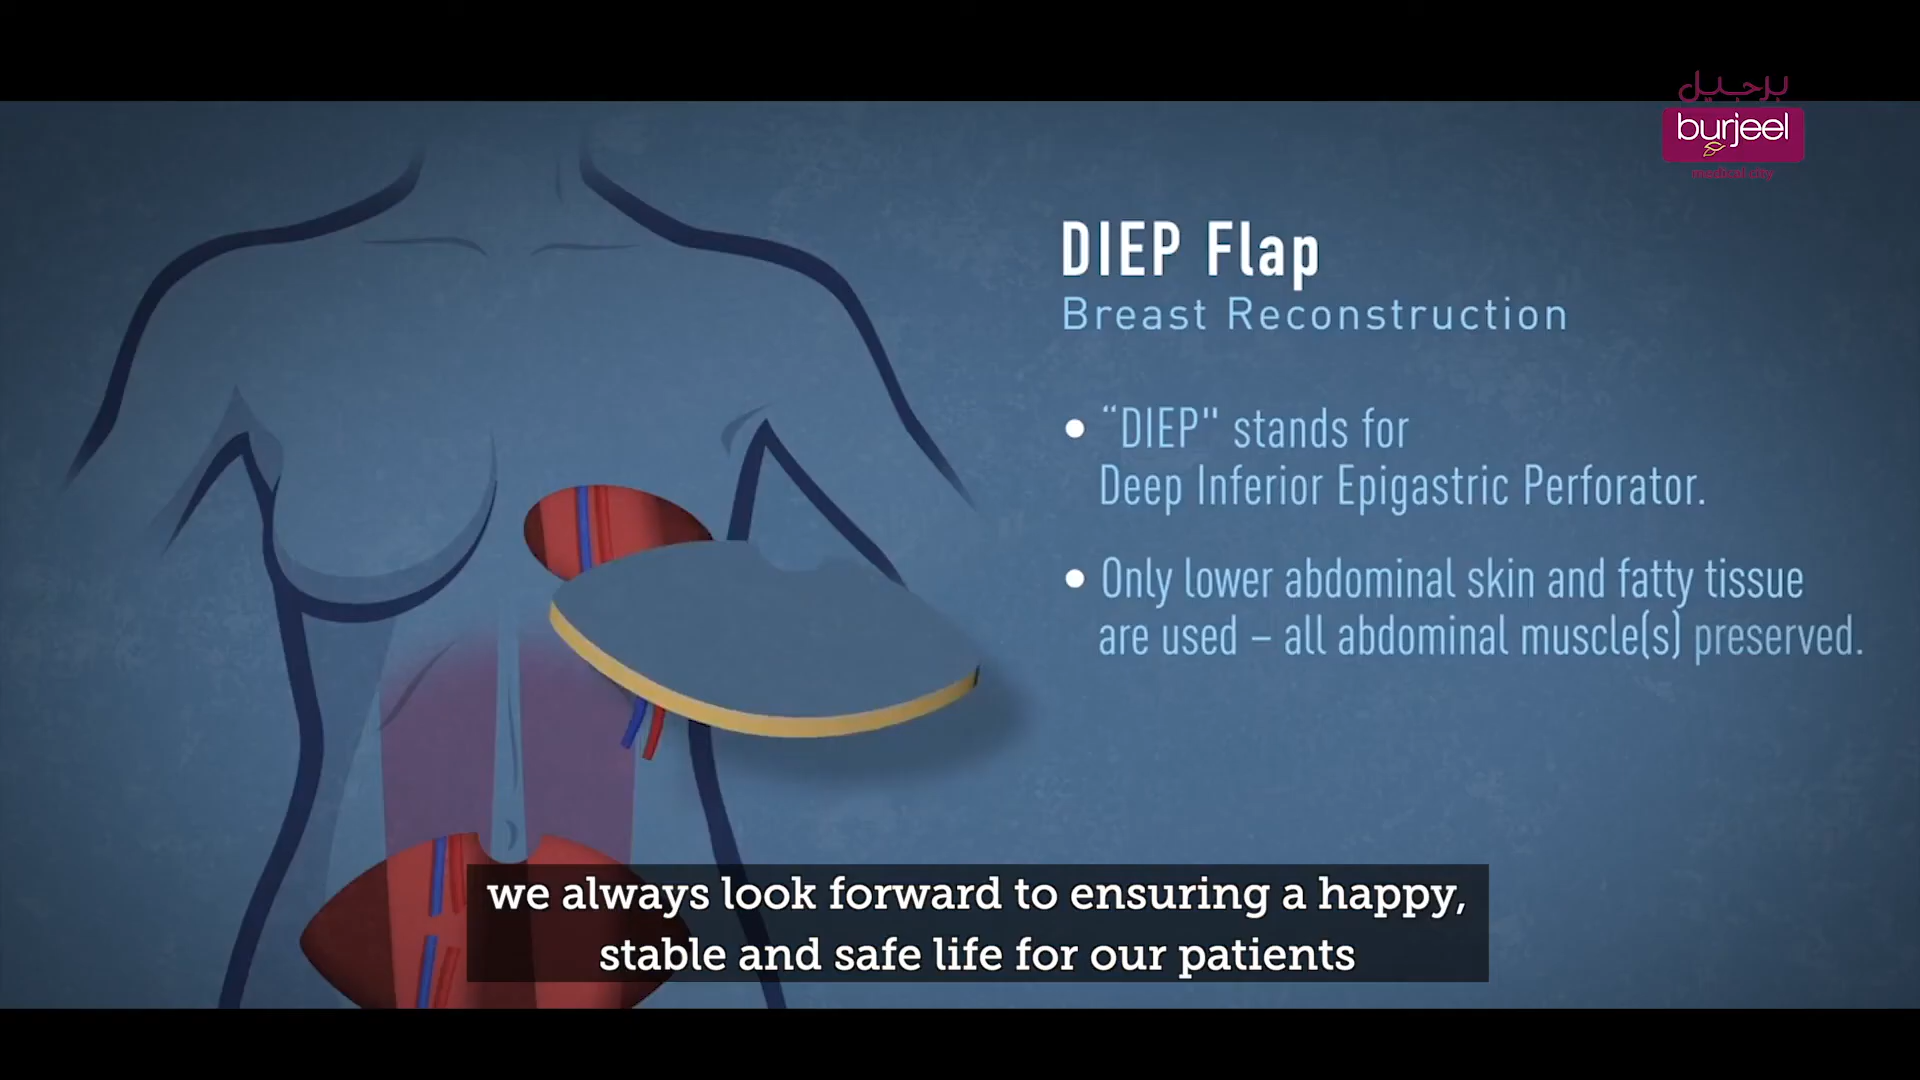 برجيل
burjeel
medical city
DIEP Flap
Breast Reconstruction
• “DIEP" stands for
Deep Inferior Epigastric Perforator.
• Only lower abdominal skin and fatty tissue
are used – all abdominal muscle(s) preserved.
we always look forward to ensuring a happy,
stable and safe life for our patients